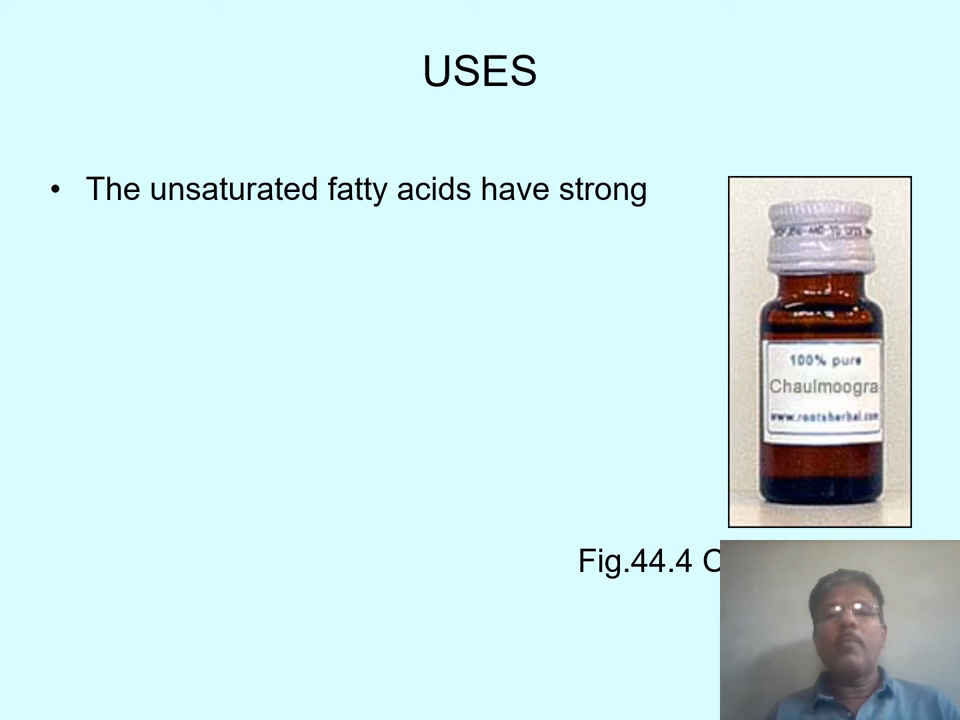 USES
• The unsaturated fatty acids have strong
100% pure
Chaulmoogra
www.rootsherbal.com
Fig.44.4 C